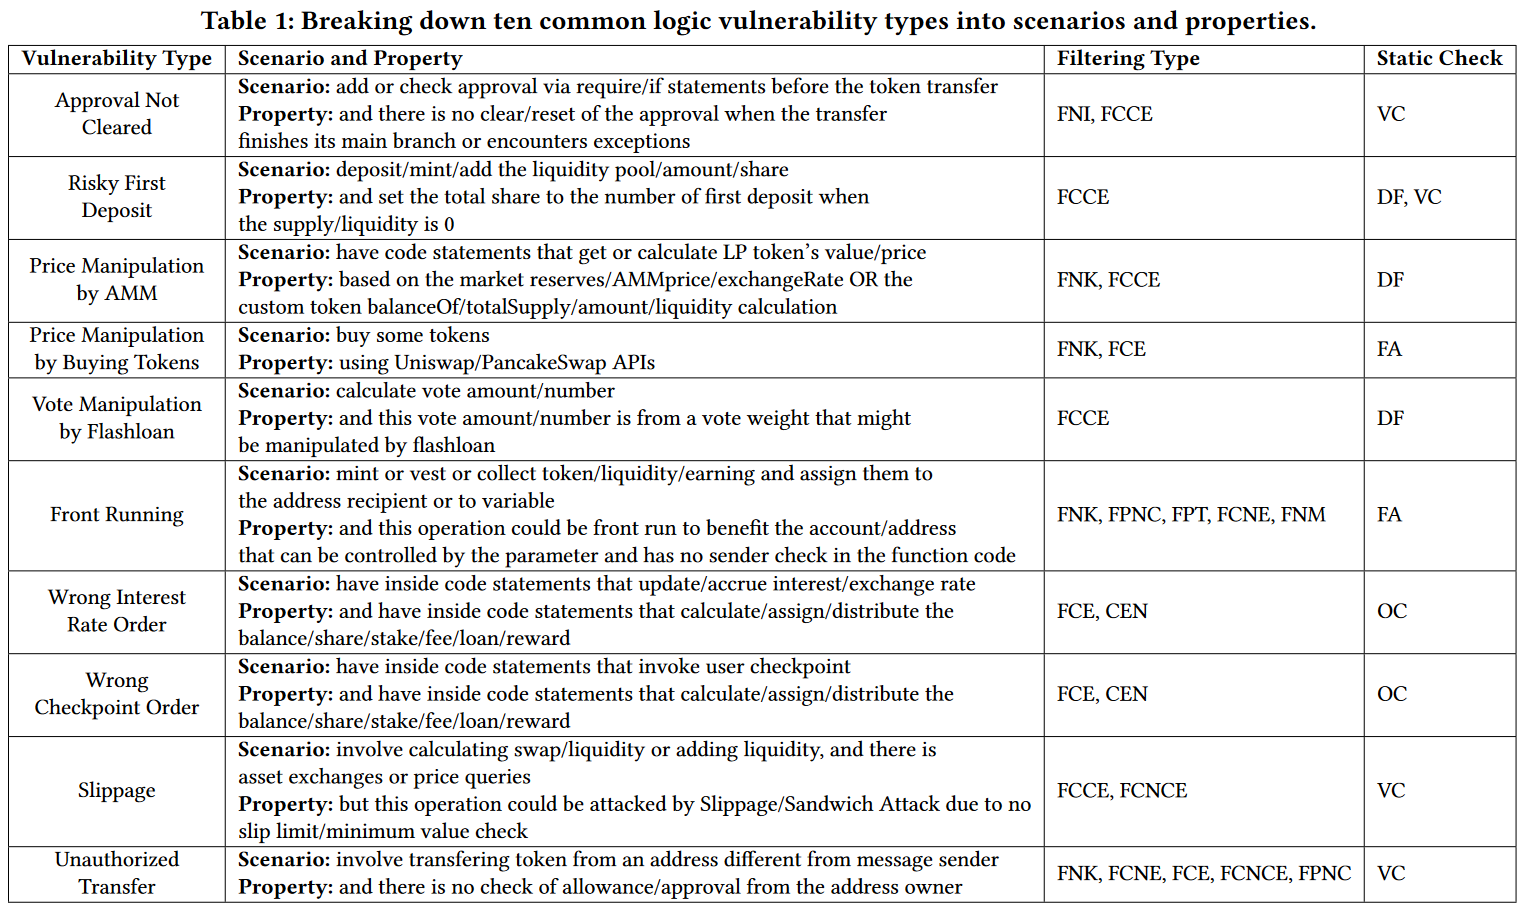 Table 1: Breaking down ten common logic vulnerability types into scenarios and properties.
Vulnerability Type Scenario and Property Filtering Type Static Check
Approval Not
Cleared
Scenario: add or check approval via require/if statements before the token transfer
Property: and there is no clear/reset of the approval when the transfer
finishes its main branch or encounters exceptions
FNI, FCCE
VC
Risky First
Deposit
Scenario: deposit/mint/add the liquidity pool/amount/share
Property: and set the total share to the number of first deposit when
the supply/liquidity is 0
FCCE
DF, VC
Price Manipulation
by AMM
Scenario: have code statements that get or calculate LP token's value/price
Property: based on the market reserves/AMMprice/exchangeRate OR the
custom token balanceOf/totalSupply/amount/liquidity calculation
FNK, FCCE
DF
Price Manipulation
by Buying Tokens
Scenario: buy some tokens
Property: using Uniswap/PancakeSwap APIs
FNK, FCE
FA
Vote Manipulation
by Flashloan
Scenario: calculate vote amount/number
Property: and this vote amount/number is from a vote weight that might
be manipulated by flashloan
FCCE
DF
Front Running
Scenario: mint or vest or collect token/liquidity/earning and assign them to
the address recipient or to variable
Property: and this operation could be front run to benefit the account/address
that can be controlled by the parameter and has no sender check in the function code
FNK, FPNC, FPT, FCNE, FNM
FA
Wrong Interest
Rate Order
Scenario: have inside code statements that update/accrue interest/exchange rate
Property: and have inside code statements that calculate/assign/distribute the
balance/share/stake/fee/loan/reward
FCE, CEN
OC
Wrong
Checkpoint Order
Scenario: have inside code statements that invoke user checkpoint
Property: and have inside code statements that calculate/assign/distribute the
balance/share/stake/fee/loan/reward
FCE, CEN
OC
Slippage
Scenario: involve calculating swap/liquidity or adding liquidity, and there is
asset exchanges or price queries
Property: but this operation could be attacked by Slippage/Sandwich Attack due to no
slip limit/minimum value check
FCCE, FCNCE
VC
Unauthorized
Transfer
Scenario: involve transfering token from an address different from message sender
Property: and there is no check of allowance/approval from the address owner
FNK, FCNE, FCE, FCNCE, FPNC
VC